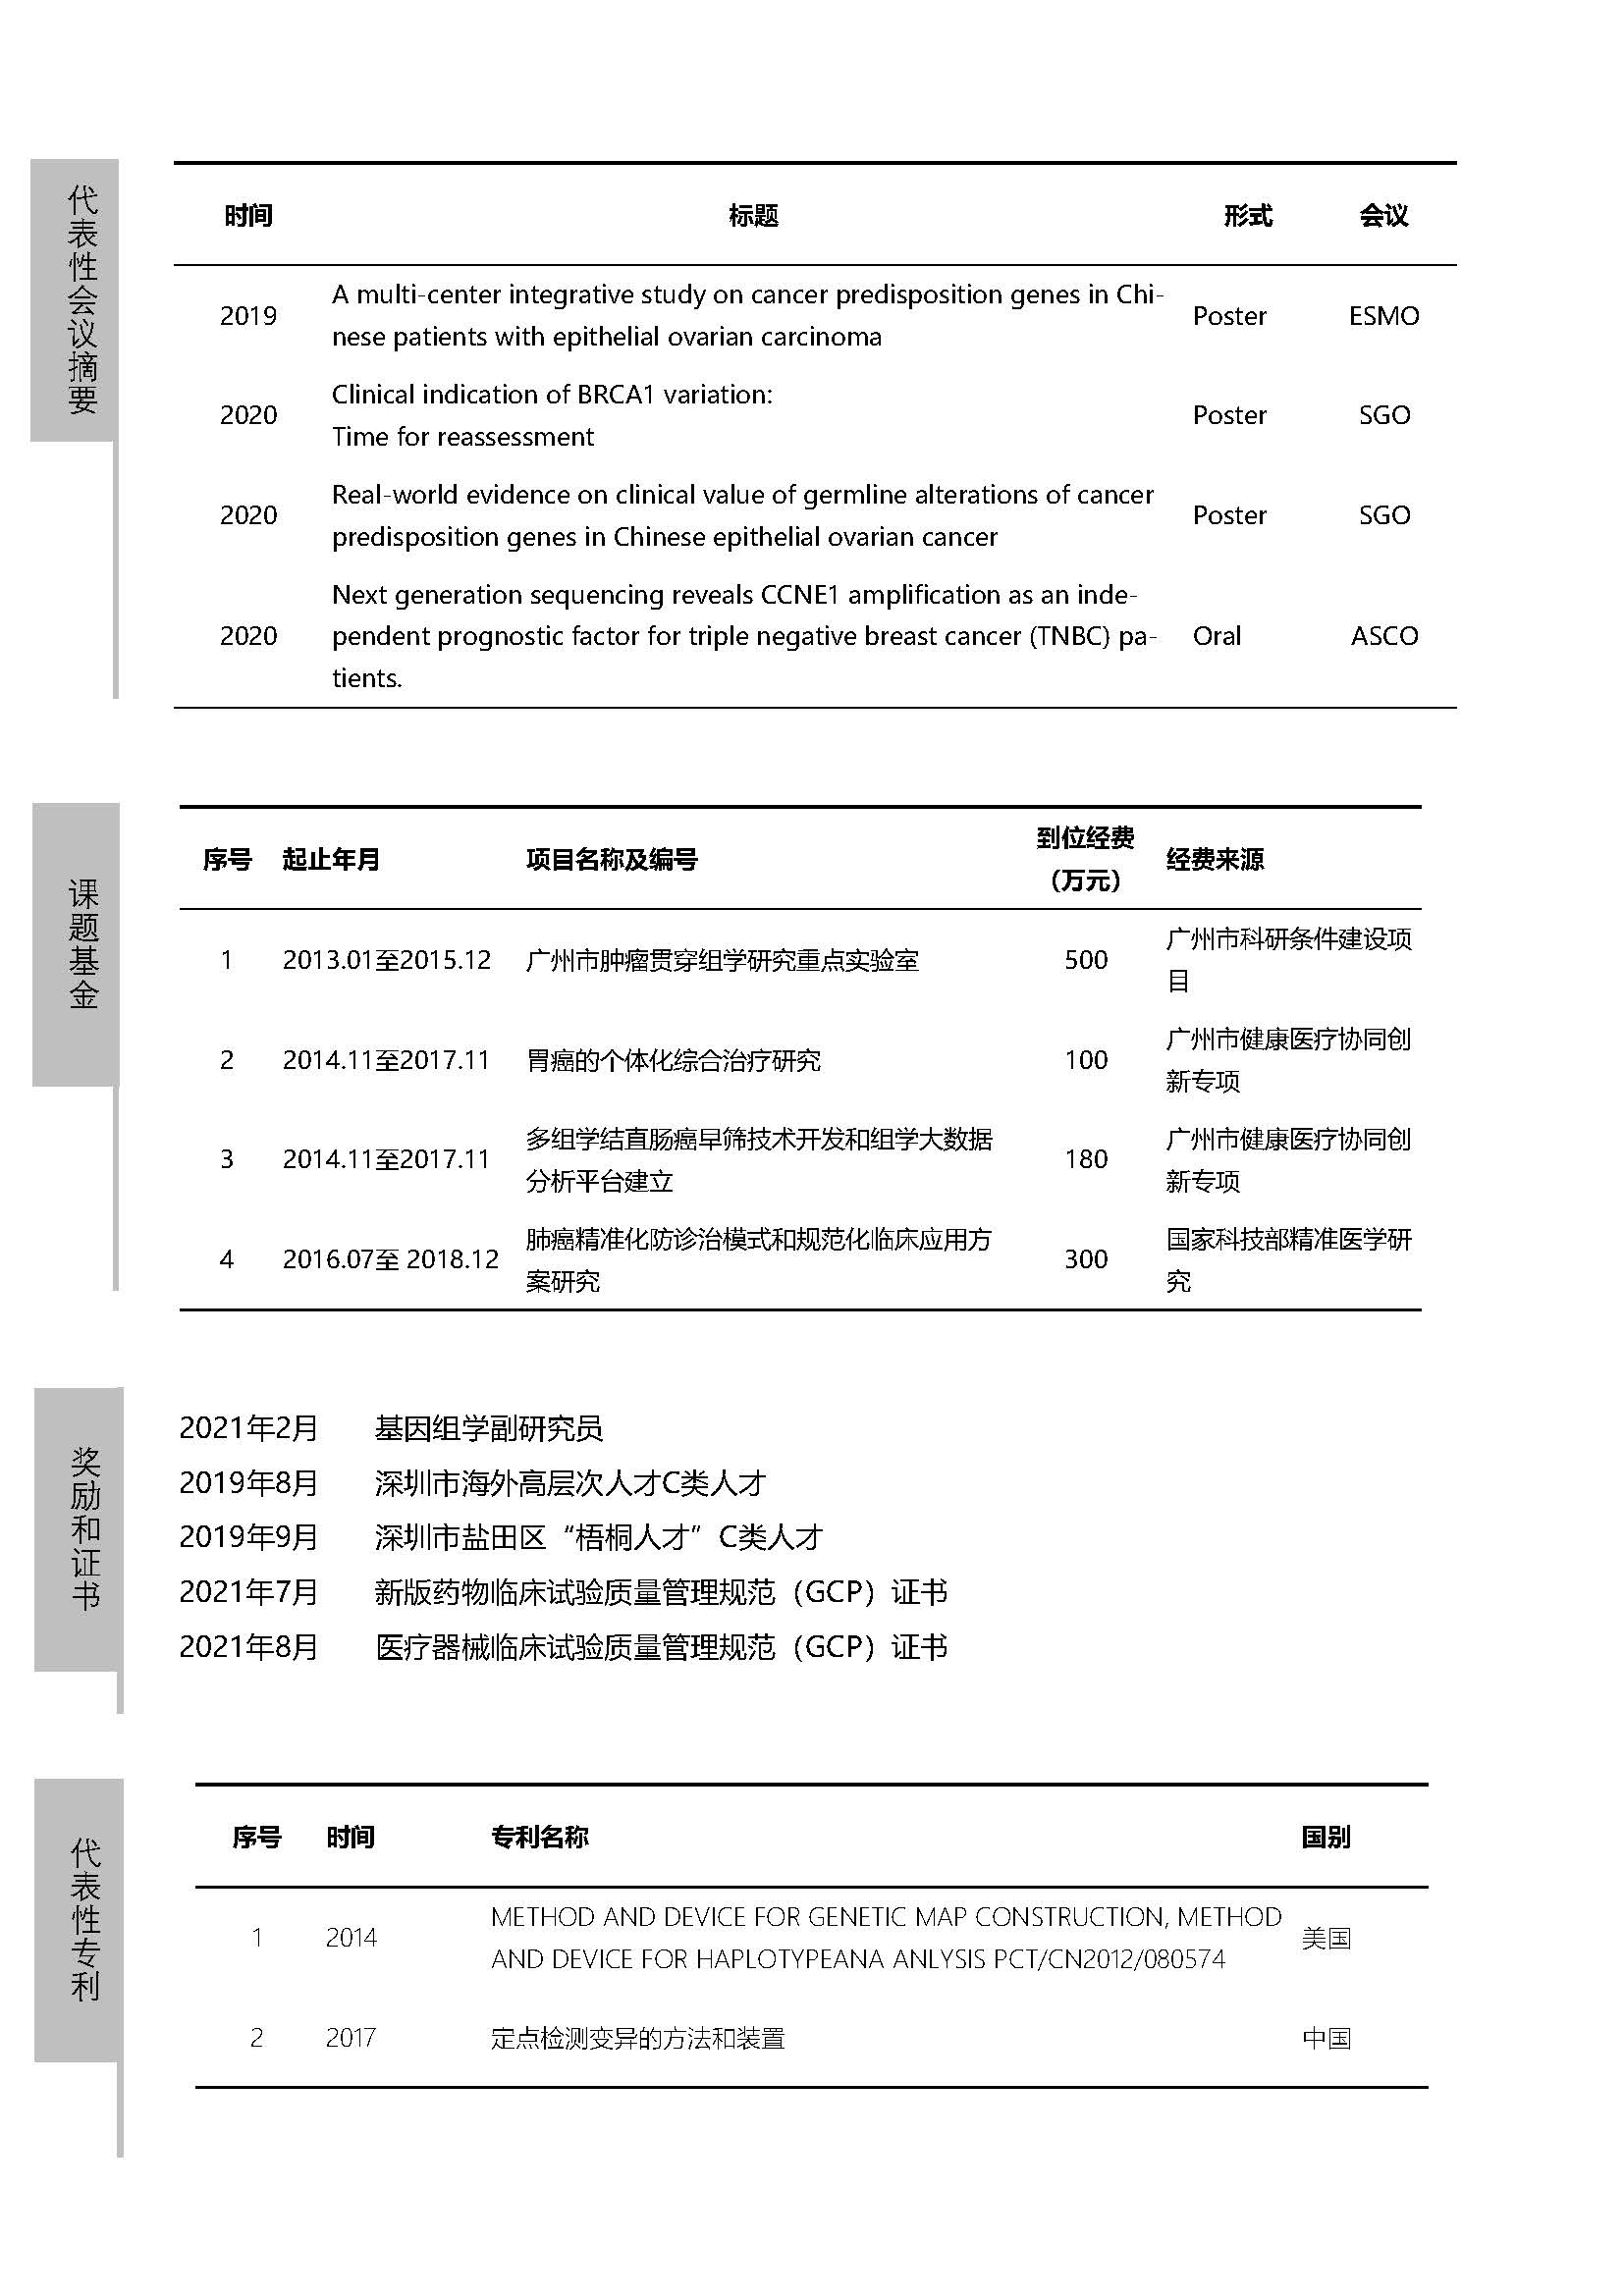 代表性会议摘要
时间 标题 形式 会议
2019 A multi-center integrative study on cancer predisposition genes in Chi-
nese patients with epithelial ovarian carcinoma Poster ESMO
2020 Clinical indication of BRCA1 variation:
Time for reassessment Poster SGO
2020 Real-world evidence on clinical value of germline alterations of cancer
predisposition genes in Chinese epithelial ovarian cancer Poster SGO
Next generation sequencing reveals CCNE1 amplification as an inde-
2020 pendent prognostic factor for triple negative breast cancer (TNBC) pa- Oral ASCO
tients.
课题基金
序号 起止年月 项目名称及编号 到位经费
（万元） 经费来源
1 2013.01至2015.12 广州市肿瘤贯穿组学研究重点实验室 500 广州市科研条件建设项
目
2 2014.11至2017.11 胃癌的个体化综合治疗研究 100 广州市健康医疗协同创
新专项
3 2014.11至2017.11 多组学结直肠癌早筛技术开发和组学大数据
分析平台建立 180 广州市健康医疗协同创
新专项
4 2016.07至 2018.12 肺癌精准化防诊治模式和规范化临床应用方
案研究 300 国家科技部精准医学研
究
奖励和证书
2021年2月 基因组学副研究员
2019年8月 深圳市海外高层次人才C类人才
2019年9月 深圳市盐田区“梧桐人才”C类人才
2021年7月 新版药物临床试验质量管理规范（GCP）证书
2021年8月 医疗器械临床试验质量管理规范（GCP）证书
代表性专利
序号 时间 专利名称 国别
1 2014 METHOD AND DEVICE FOR GENETIC MAP CONSTRUCTION, METHOD
AND DEVICE FOR HAPLOTYPEANA ANLYSIS PCT/CN2012/080574 美国
2 2017 定点检测变异的方法和装置 中国